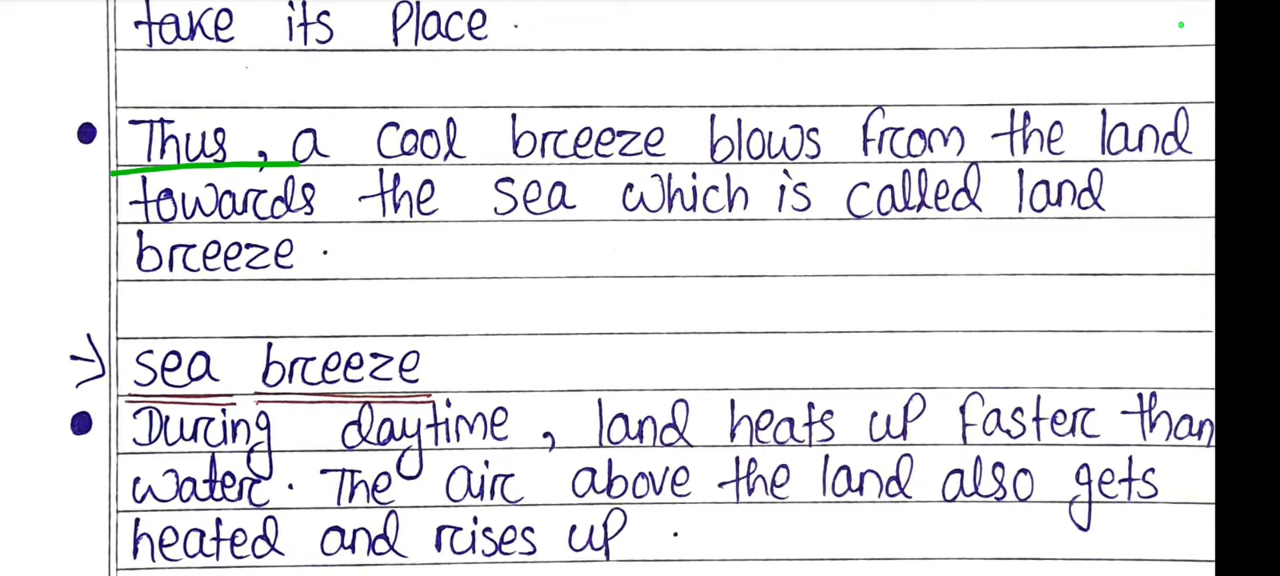 take its Place .
• Thus, a cool breeze blows from the land
towards the sea which is called land
breeze .
→ sea breeze
• During daytime, land heats up faster than
water. The air above the land also gets
heated and rises up .